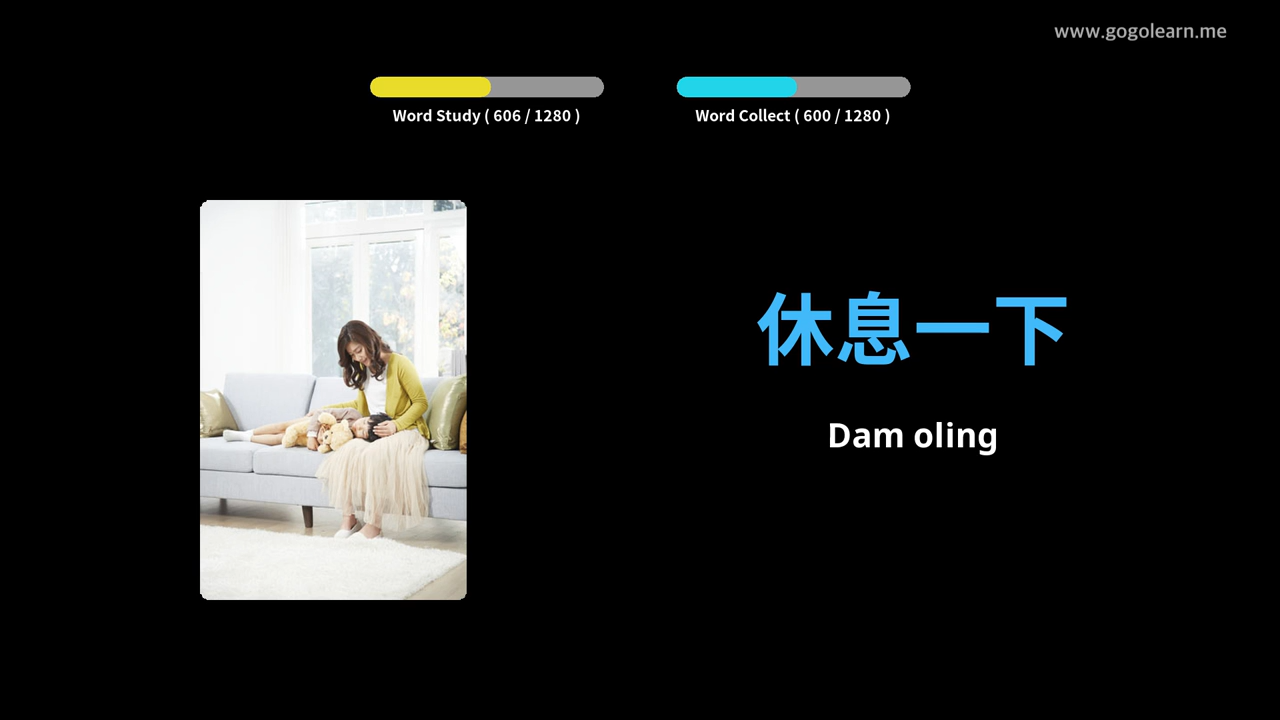 www.gogolearn.me
Word Study ( 606 / 1280 )
Word Collect ( 600 / 1280 )
休息一下
Dam oling